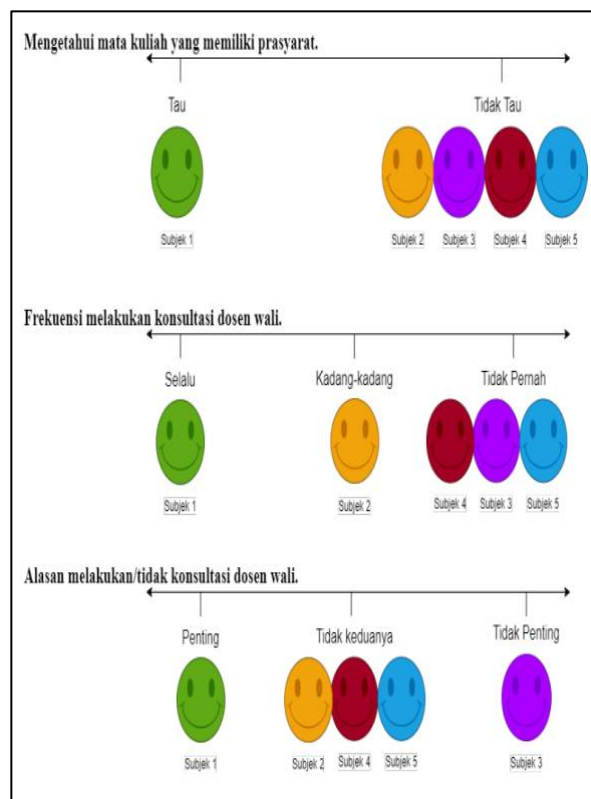 Mengetahui mata kuliah yang memiliki prasyarat.
Tau Tidak Tau
Subjek 1 Subjek 2 Subjek 3 Subjek 4 Subjek 5
Frekuensi melakukan konsultasi dosen wali.
Selalu Kadang-kadang Tidak Pernah
Subjek 1 Subjek 2 Subjek 4 Subjek 3 Subjek 5
Alasan melakukan/tidak konsultasi dosen wali.
Penting Tidak keduanya Tidak Penting
Subjek 1 Subjek 2 Subjek 4 Subjek 5 Subjek 3